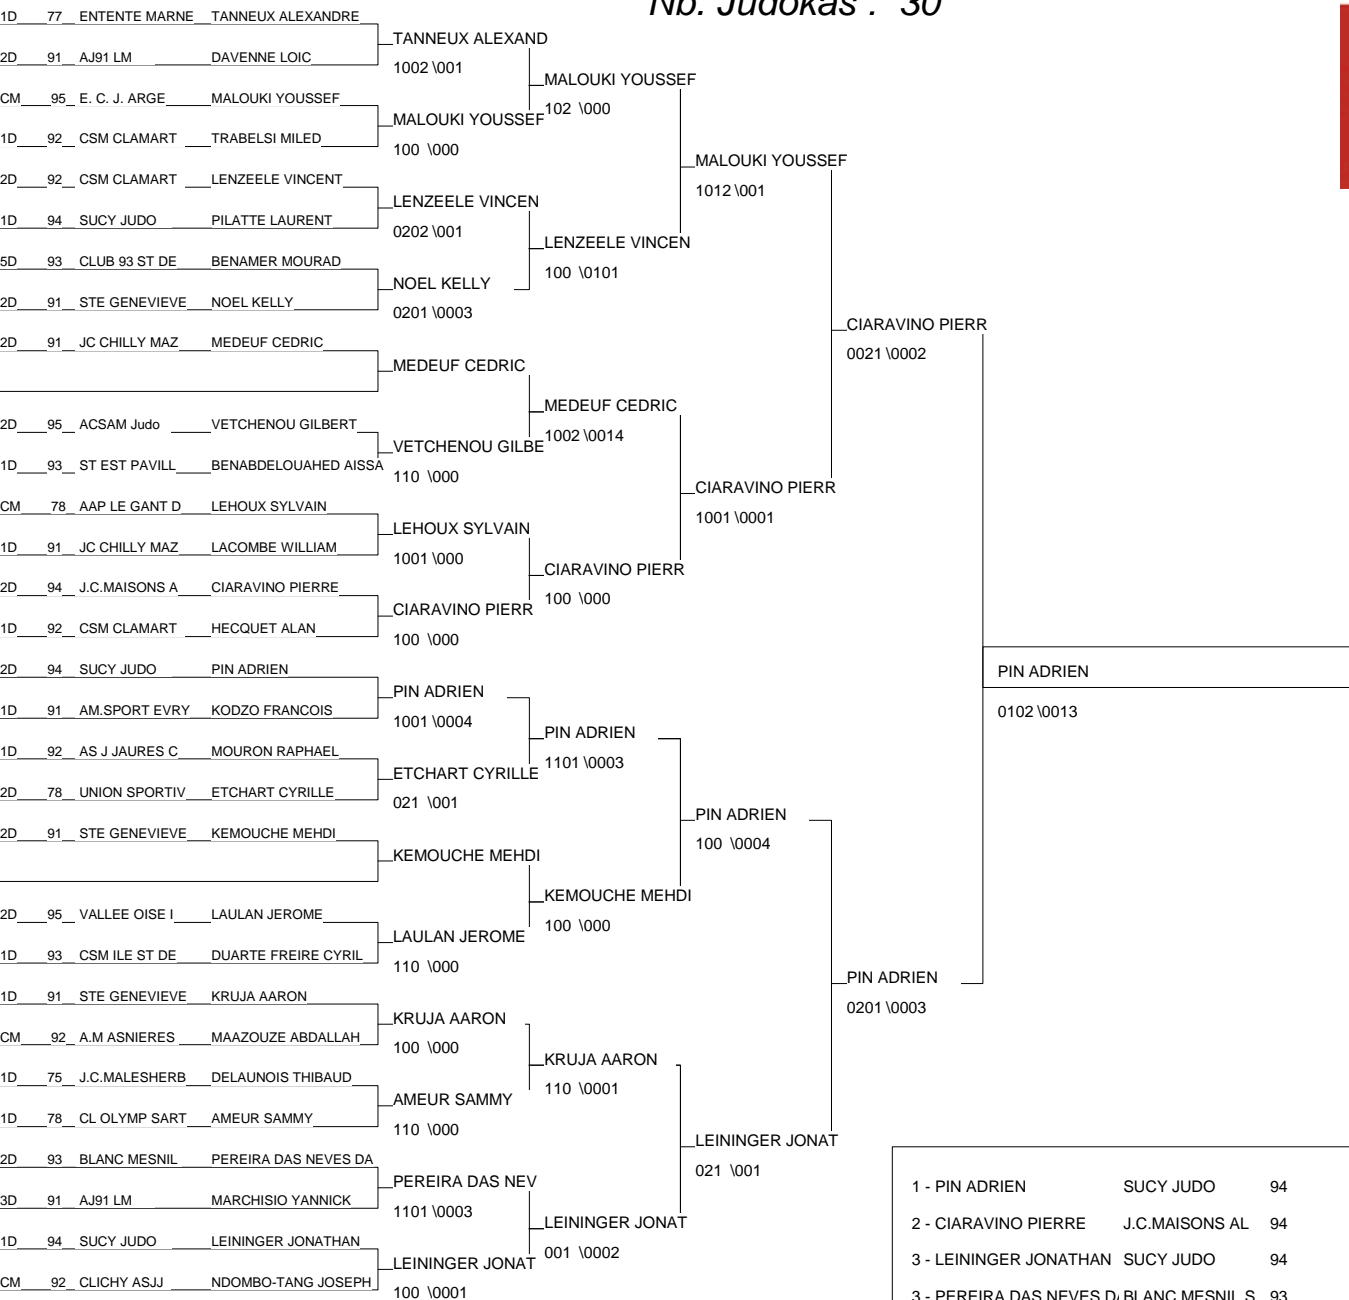 Nb. Judokas : 30
1D 77 ENTENTE MARNE TANNEUX ALEXANDRE
2D 91 AJ91 LM DAVENNE LOIC
CM 95 E. C. J. ARGE MALOUKI YOUSSEF
1D 92 CSM CLAMART TRABELSI MILED
2D 92 CSM CLAMART LENZEELE VINCENT
1D 94 SUCY JUDO PILATTE LAURENT
5D 93 CLUB 93 ST DE BENAMER MOURAD
2D 91 STE GENEVIEVE NOEL KELLY
2D 91 JC CHILLY MAZ MEDEUF CEDRIC
2D 95 ACSAM Judo VETCHENOU GILBERT
1D 93 ST EST PAVILL BENABDELOUAHED AISSA
CM 78 AAP LE GANT D LEHOUX SYLVAIN
1D 91 JC CHILLY MAZ LACOMBE WILLIAM
2D 94 J.C.MAISONS A CIARAVINO PIERRE
1D 92 CSM CLAMART HECQUET ALAN
2D 94 SUCY JUDO PIN ADRIEN
1D 91 AM.SPORT EVRY KODZO FRANCOIS
1D 92 AS J JAURES C MOURON RAPHAEL
2D 78 UNION SPORTIV ETCHART CYRILLE
2D 91 STE GENEVIEVE KEMOUCHE MEHDI
2D 95 VALLEE OISE I LAULAN JEROME
1D 93 CSM ILE ST DE DUARTE FREIRE CYRIL
1D 91 STE GENEVIEVE KRUJA AARON
CM 92 A.M ASNIERES MAAZOUZE ABDALLAH
1D 75 J.C.MALESHERB DELAUNOIS THIBAUD
1D 78 CL OLYMP SART AMEUR SAMMY
2D 93 BLANC MESNIL PEREIRA DAS NEVES DA
3D 91 AJ91 LM MARCHISIO YANNICK
1D 94 SUCY JUDO LEININGER JONATHAN
CM 92 CLICHY ASJJ NDOMBO-TANG JOSEPH
TANNEUX ALEXAND
1002 \001
MALOUKI YOUSSEF
100 \000
LENZEELE VINCEN
0202 \001
NOEL KELLY
0201 \0003
MEDEUF CEDRIC
VETCHENOU GILBE
110 \000
LEHOUX SYLVAIN
1001 \000
CIARAVINO PIERR
100 \000
PIN ADRIEN
1001 \0004
ETCHART CYRILLE
021 \001
KEMOUCHE MEHDI
LAULAN JEROME
110 \000
KRUJA AARON
100 \000
AMEUR SAMMY
110 \000
PEREIRA DAS NEV
1101 \0003
LEININGER JONAT
100 \0001
MALOUKI YOUSSEF
102 \000
LENZEELE VINCEN
100 \0101
MEDEUF CEDRIC
1002 \0014
CIARAVINO PIERR
100 \000
PIN ADRIEN
1101 \0003
KEMOUCHE MEHDI
100 \000
KRUJA AARON
110 \0001
LEININGER JONAT
001 \0002
MALOUKI YOUSSEF
1012 \001
CIARAVINO PIERR
1001 \0001
PIN ADRIEN
100 \0004
LEININGER JONAT
021 \001
CIARAVINO PIERR
0021 \0002
PIN ADRIEN
0201 \0003
PIN ADRIEN
0102 \0013
1 - PIN ADRIEN SUCY JUDO 94
2 - CIARAVINO PIERRE J.C.MAISONS AL 94
3 - LEININGER JONATHAN SUCY JUDO 94
3 - PEREIRA DAS NEVES D BLANC MESNIL S 93